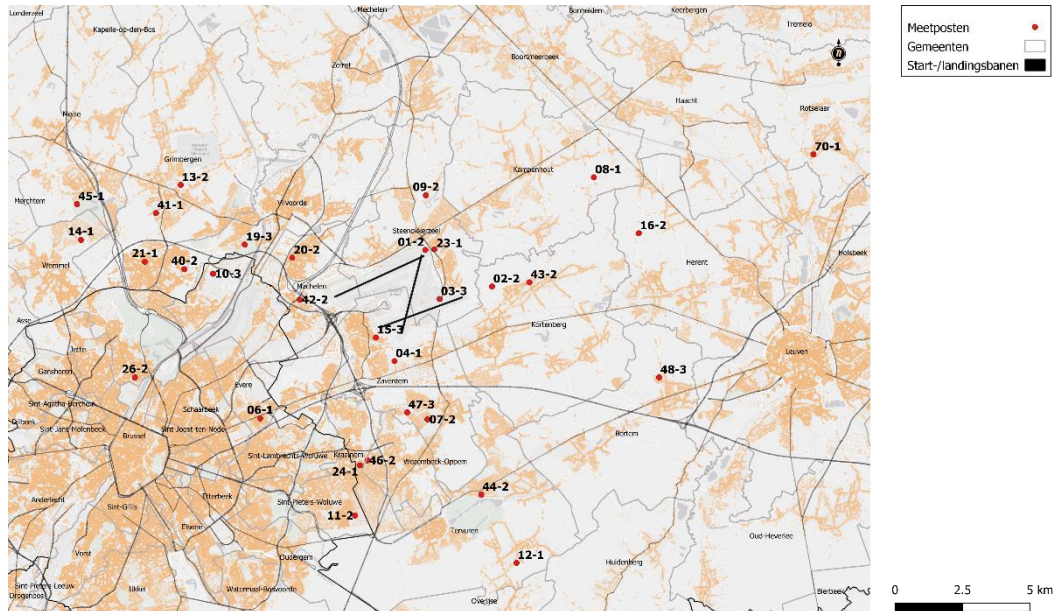 Londerzeel
Mechelen
Bonheiden
Keerbergen
Tremelo
Kapelle-op-den-Bos
Zemst
Boortmeerbeek
Haacht
Rotselaar
Meise
70-1
Grimbergen
Kampenhout
08-1
13-2
09-2
45-1
Merchtem
41-1
Vilvoorde
Steenokkerzeel
16-2
14-1
19-3
01-2
23-1
Wemmel
21-1
40-2
20-2
Herent
Holsbeek
10-3
Machelen
02-2
43-2
42-2
03-3
Asse
Kortenberg
15-3
Jette
04-1
Leuven
Ganshoren
26-2
Evere
Zaventem
48-3
Sint-Agatha-Berchem
Schaarbeek
47-3
Dilbeek
Sint-Jans-Molenbeek
Sint-Joost-ten-Node
06-1
07-2
Brussel
Bertem
Sint-Lambrechts-Woluwe
Kraainem
46-2
Wezembeek-Oppem
24-1
Etterbeek
44-2
Anderlecht
Sint-Gillis
Sint-Pieters-Woluwe
11-2
Elsene
Tervuren
Oud-Heverlee
Vorst
Oudergem
12-1
Huldenberg
Sint-Pieters-Leeuw
Drogenbos
Ukkel
Watermaal-Bosvoorde
Overijse
Bierbeek
Meetposten
Gemeenten
Start-/landingsbanen
0 2.5 5 km